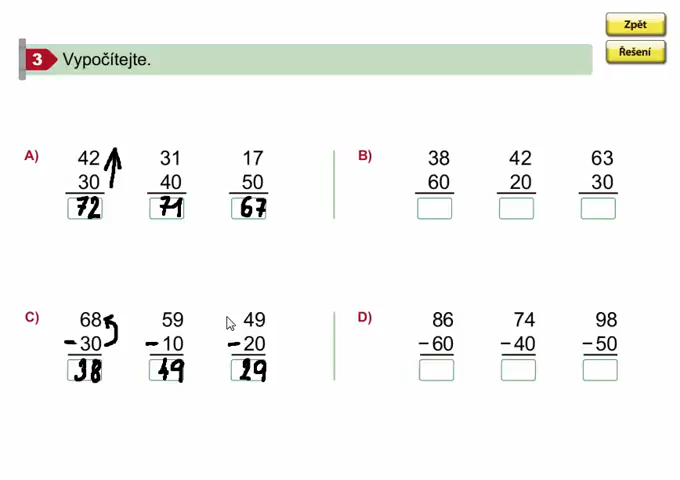 Zpět
Řešení
3 Vypočítejte.
A) 42 31 17 B) 38 42 63
30 40 50 60 20 30
72 71 67
C) 68 59 49 D) 86 74 98
-30 -10 -20 -60 -40 -50
38 49 29